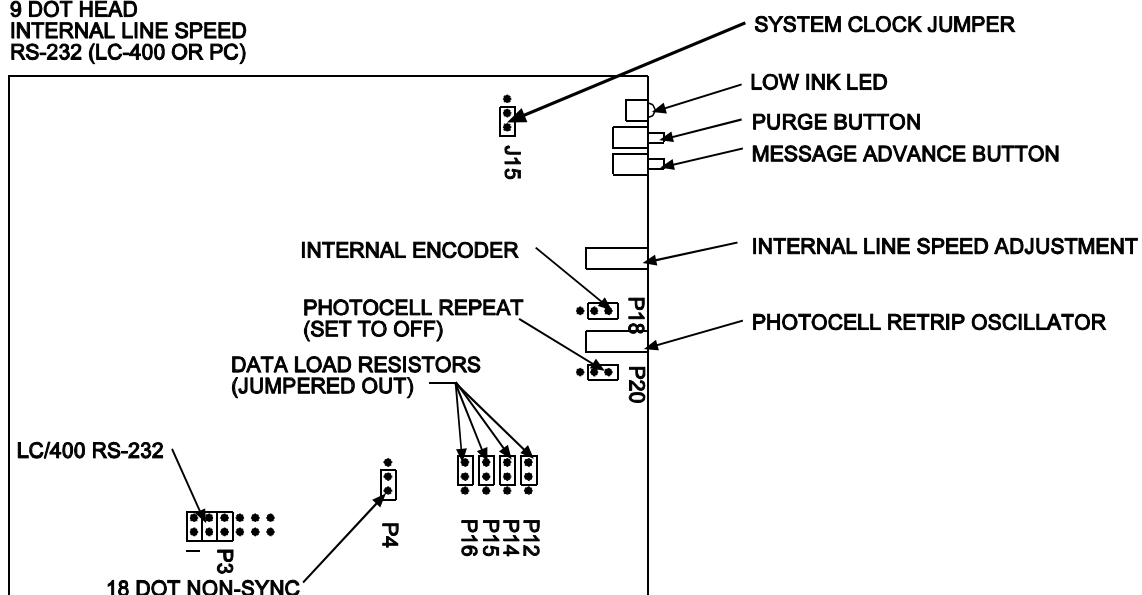 9 DOT HEAD
INTERNAL LINE SPEED
RS-232 (LC-400 OR PC)
SYSTEM CLOCK JUMPER
LOW INK LED
PURGE BUTTON
MESSAGE ADVANCE BUTTON
J15
INTERNAL ENCODER
INTERNAL LINE SPEED ADJUSTMENT
P18
PHOTOCELL REPEAT
(SET TO OFF)
PHOTOCELL RETRIP OSCILLATOR
P20
DATA LOAD RESISTORS
(JUMPERED OUT)
LC/400 RS-232
P4
P16
P15
P14
P12
P3
18 DOT NON-SYNC